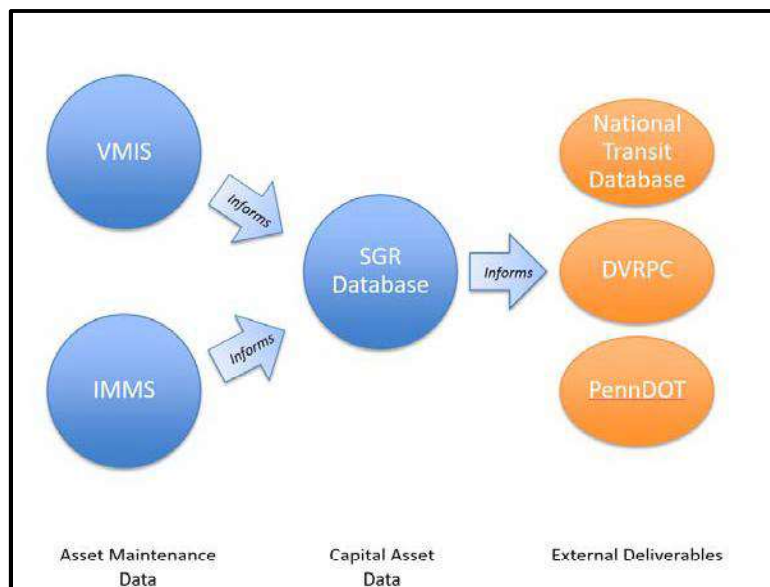 VMIS
Informs
IMMS
Informs
SGR
Database
Informs
National
Transit
Database
DVRPC
PennDOT
Asset Maintenance
Data
Capital Asset
Data
External Deliverables